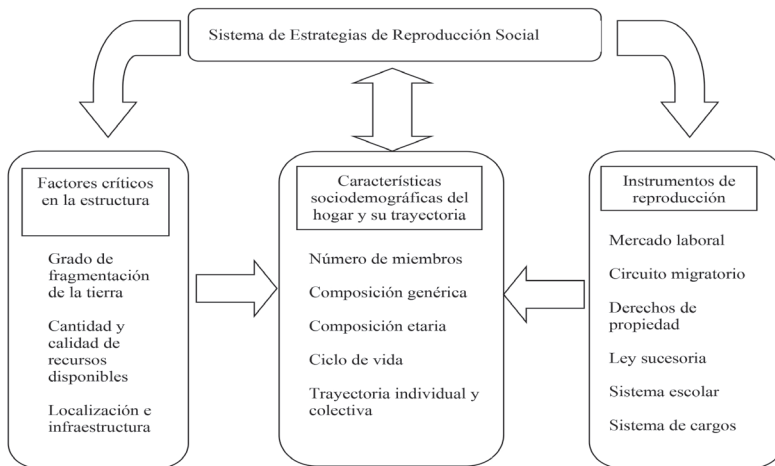 Sistema de Estrategias de Reproducción Social
Factores críticos
en la estructura
Grado de
fragmentación
de la tierra
Cantidad y
calidad de
recursos
disponibles
Localización e
infraestructura
Características
sociodemográficas del
hogar y su trayectoria
Número de miembros
Composición genérica
Composición etaria
Ciclo de vida
Trayectoria individual y
colectiva
Instrumentos de
reproducción
Mercado laboral
Circuito migratorio
Derechos de
propiedad
Ley sucesoria
Sistema escolar
Sistema de cargos